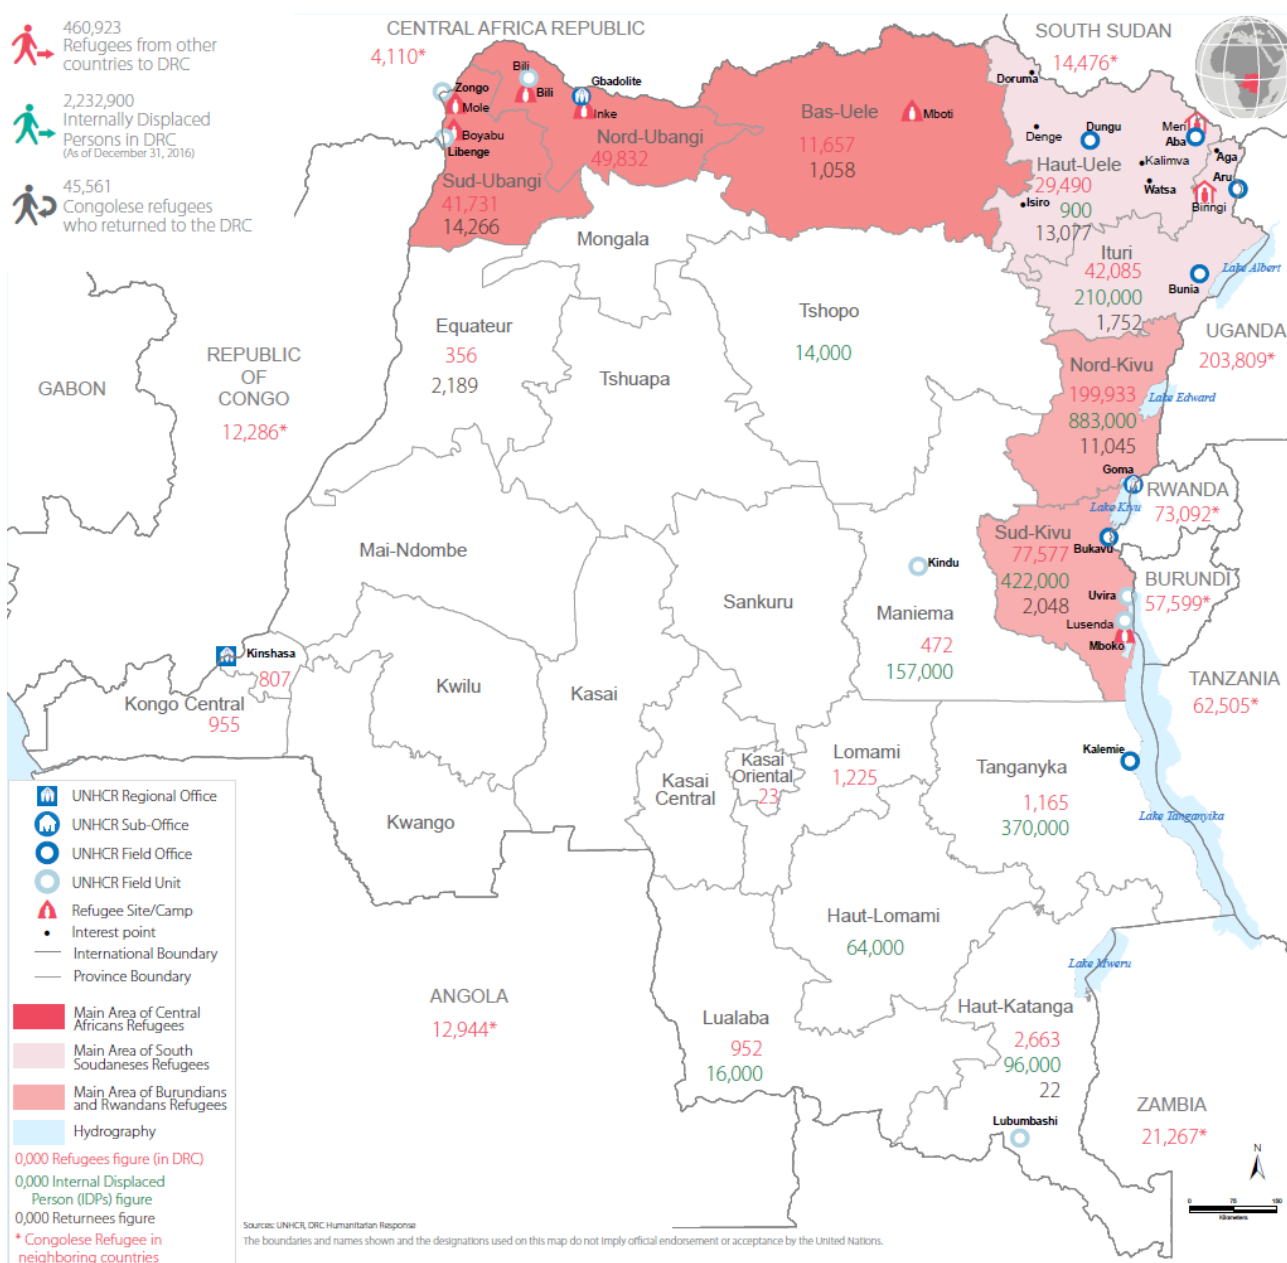 460,923
Refugees from other
countries to DRC
2,232,900
Internally Displaced
Persons in DRC
(As of December 31, 2016)
45,561
Congolese refugees
who returned to the DRC
CENTRAL AFRICA REPUBLIC
4,110*
SOUTH SUDAN
14,476*
Zongo
Mole
Boyabu
Libenge
Bili
Bili
Gbadolite
Inke
Nord-Ubangi
49,832
Sud-Ubangi
41,731
14,266
Bas-Uele
11,657
1,058
Mboti
Doruma
Denge
Dungu
Meri
Aba
Haut-Uele
Kalimva
Aga
Aru
Watsa
29,490
Isiro
900
13,077
Biringi
Ituri
42,085
210,000
1,752
Bunia
Lake Albert
Mongala
Equateur
356
2,189
Tshuapa
Tshopo
14,000
UGANDA
203,809*
Nord-Kivu
199,933
883,000
11,045
Lake Edward
Goma
GABON
REPUBLIC
OF
CONGO
12,286*
RWANDA
73,092*
Lake Kivu
Sud-Kivu
77,577
Bukavu
422,000
2,048
Uvira
Lusenda
Mboko
BURUNDI
57,599*
Mai-Ndombe
Sankuru
Kindu
Maniema
472
157,000
TANZANIA
62,505*
Kinshasa
807
Kongo Central
955
Kwilu
Kasai
Kwango
Kasai
Central
Kasai
Oriental
23
Lomami
1,225
Tanganyika
1,165
370,000
Kalemie
Lake Tanganyika
Haut-Lomami
64,000
Lake Mweru
Haut-Katanga
2,663
96,000
22
Lubumbashi
Lualaba
952
16,000
ANGOLA
12,944*
ZAMBIA
21,267*
UNHCR Regional Office
UNHCR Sub-Office
UNHCR Field Office
UNHCR Field Unit
Refugee Site/Camp
Interest point
International Boundary
Province Boundary
Main Area of Central
Africans Refugees
Main Area of South
Soudaneses Refugees
Main Area of Burundians
and Rwandans Refugees
Hydrography
0,000 Refugees figure (in DRC)
0,000 Internal Displaced
Person (IDPs) figure
0,000 Returnees figure
* Congolese Refugee in
neighboring countries
Sources: UNHCR, DRC Humanitarian Response
The boundaries and names shown and the designations used on this map do not imply official endorsement or acceptance by the United Nations.
N
0 75 150
Kilometers